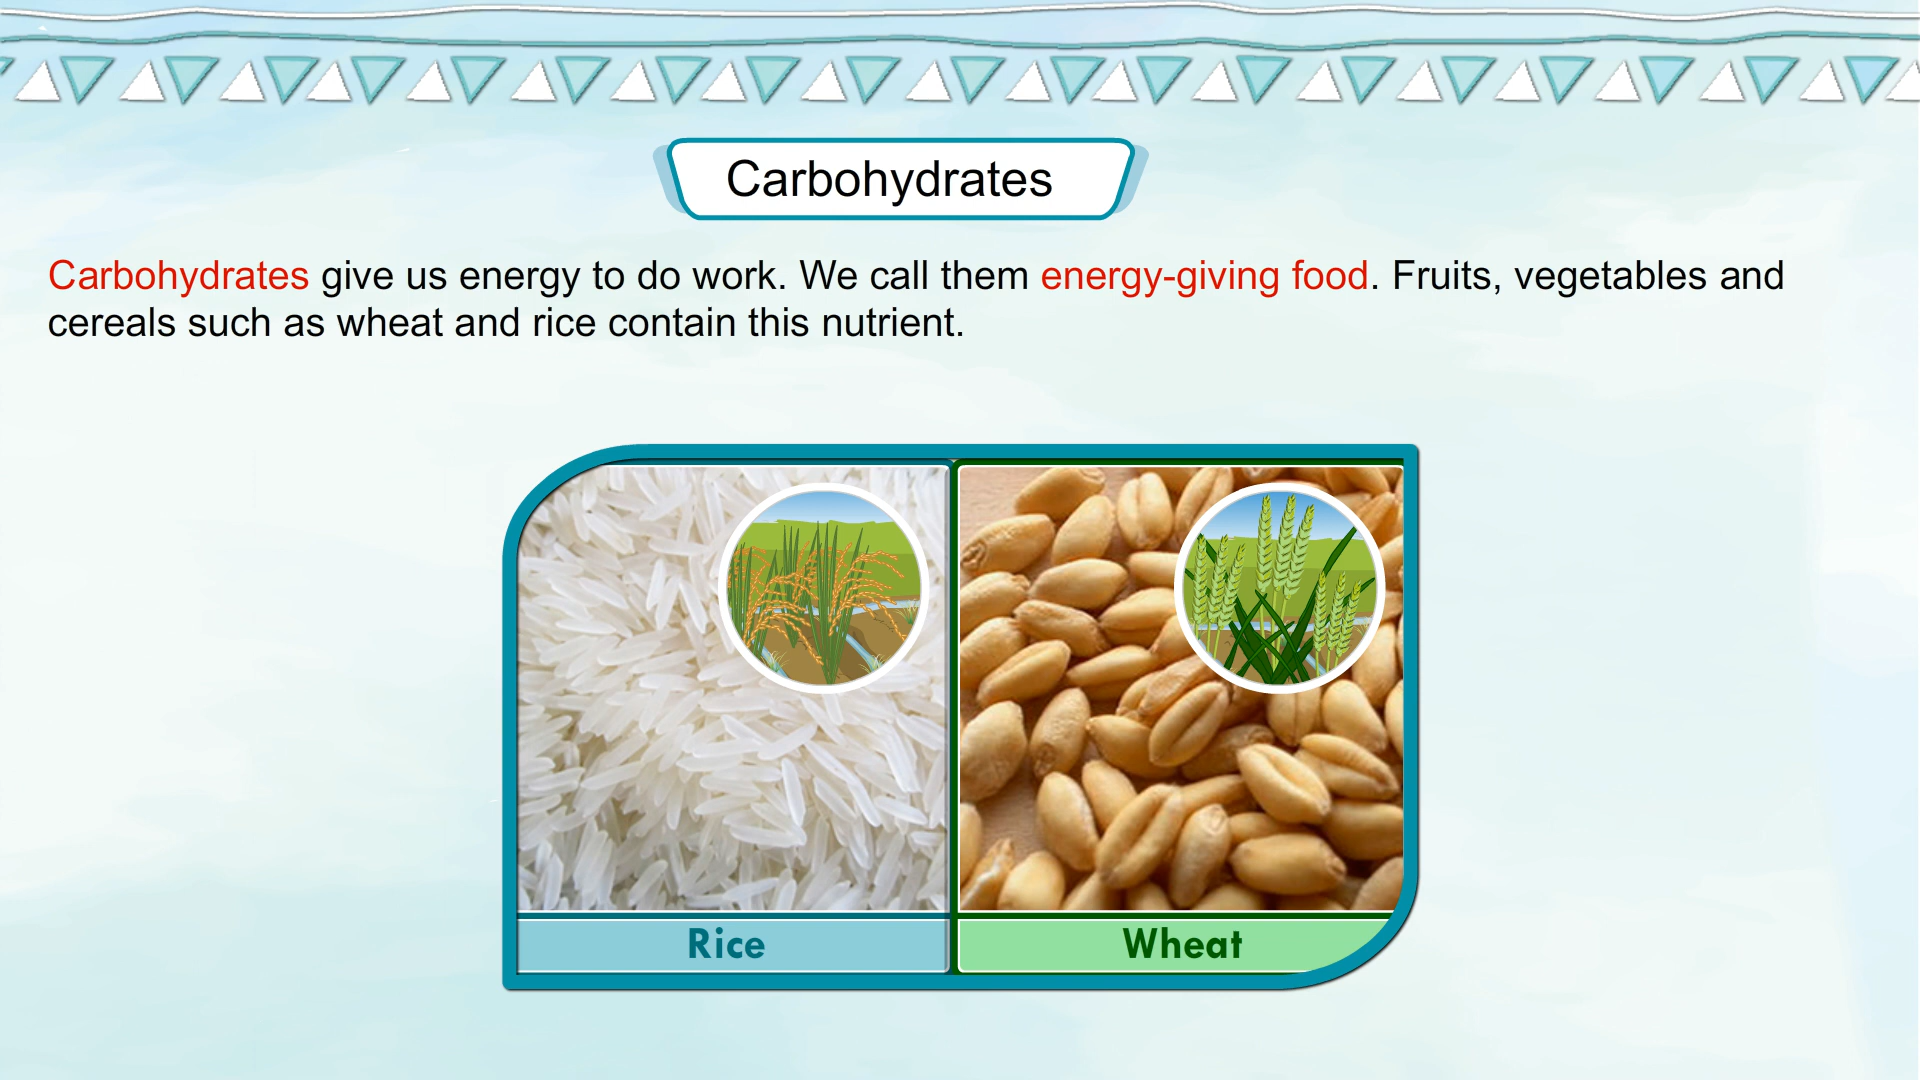 Carbohydrates
Carbohydrates give us energy to do work. We call them energy-giving food. Fruits, vegetables and
cereals such as wheat and rice contain this nutrient.
Rice
Wheat